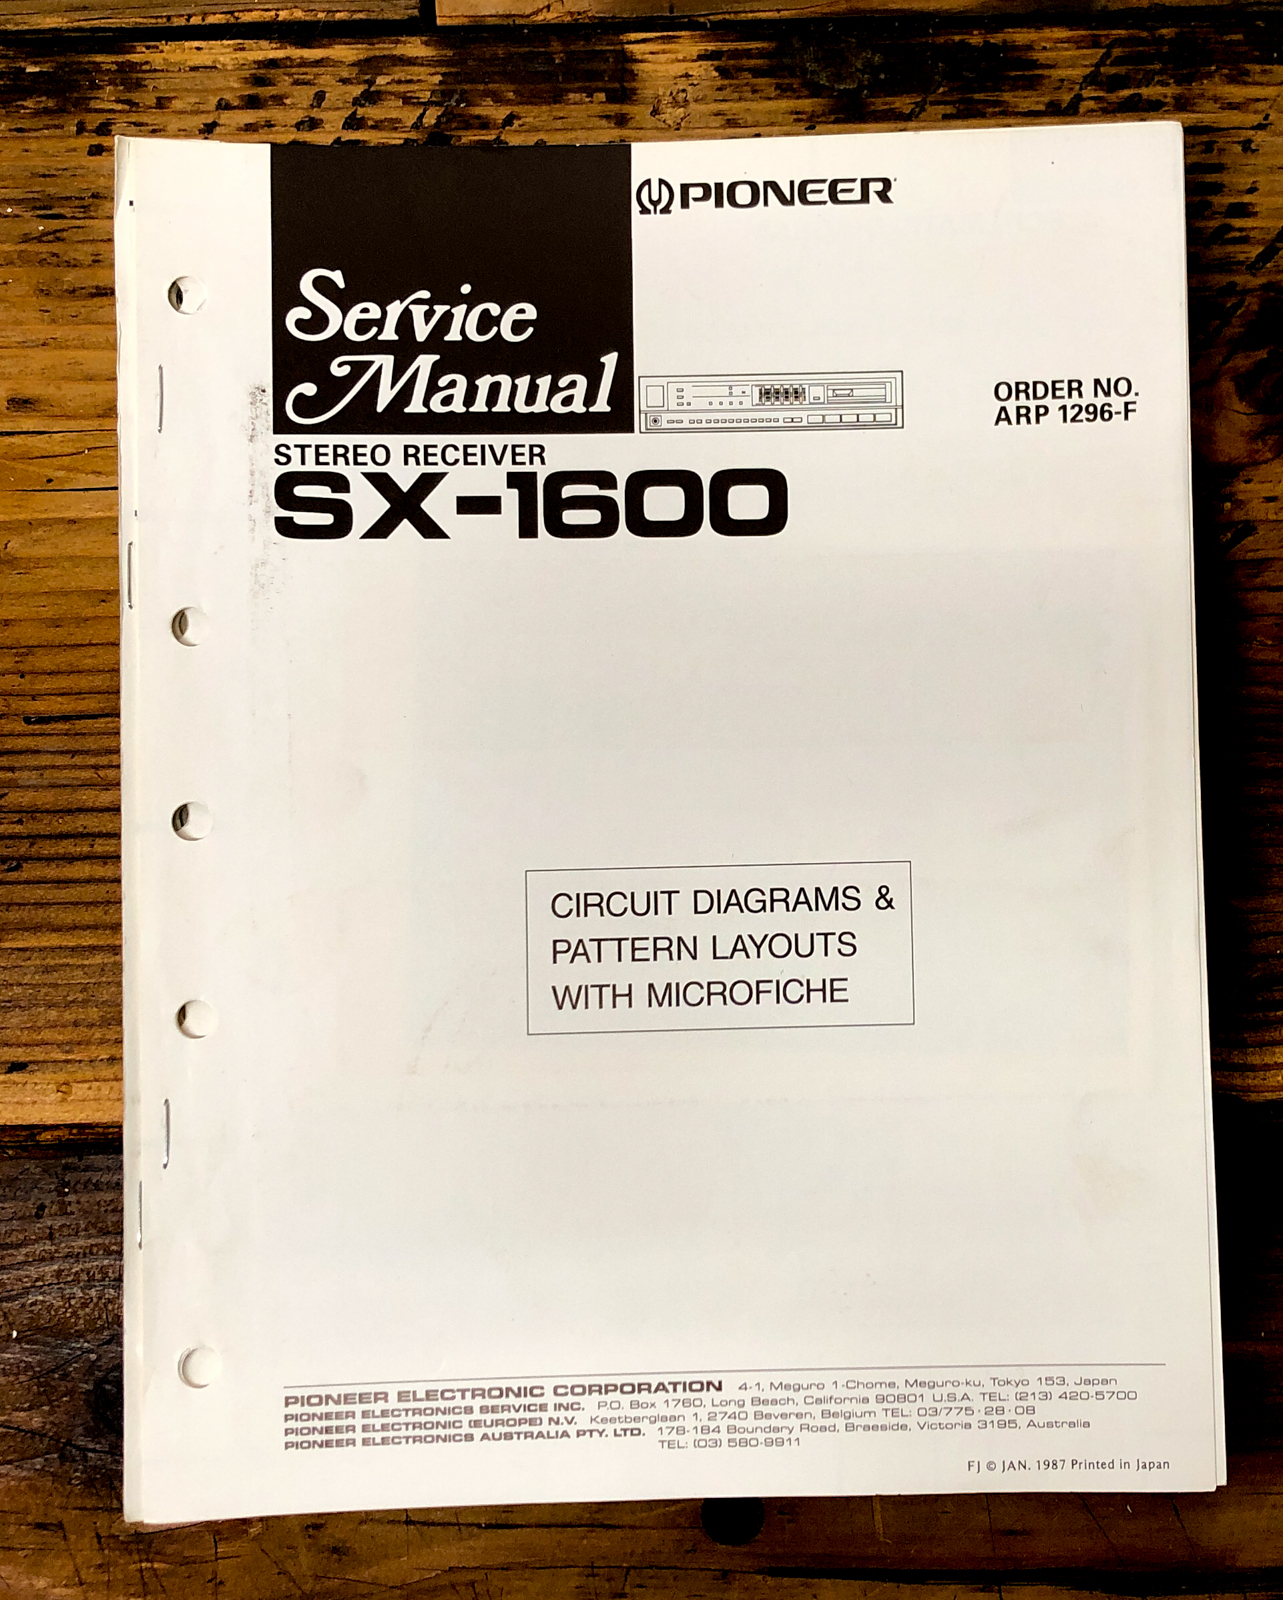 PIONEER
Service
Manual
ORDER NO.
ARP 1296-F
STEREO RECEIVER
SX-1600
CIRCUIT DIAGRAMS &
PATTERN LAYOUTS
WITH MICROFICHE
PIONEER ELECTRONIC CORPORATION 4-1, Meguro 1-Chome, Meguro-ku, Tokyo 153, Japan
PIONEER ELECTRONICS SERVICE INC. P.O. Box 1760, Long Beach, California 90801 U.S.A. TEL: (213) 420-5700
PIONEER ELECTRONIC (EUROPE) N.V. Keetberglaan 1, 2740 Beveren, Belgium TEL: 03/775·28·08
PIONEER ELECTRONICS AUSTRALIA PTY. LTD. 178-184 Boundary Road, Braeside, Victoria 3195, Australia
TEL: (03) 580-9911
FJ © JAN. 1987 Printed in Japan